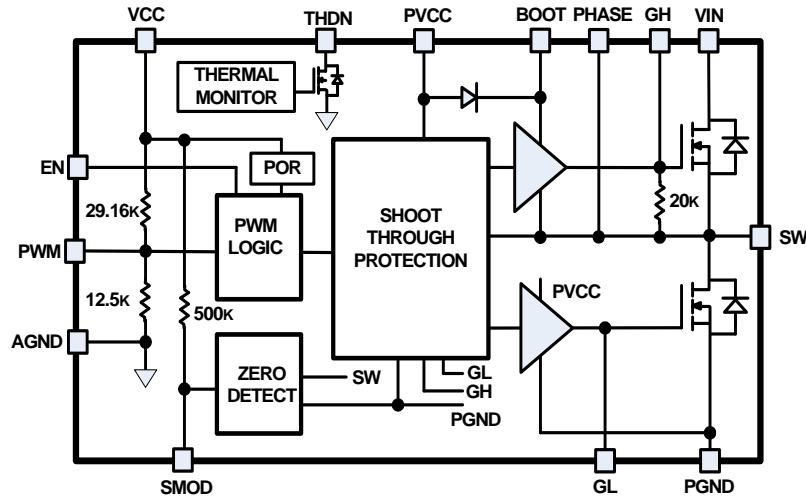 VCC
THDN
PVCC
BOOT
PHASE
GH
VIN
THERMAL
MONITOR
EN
POR
29.16K
PWM
LOGIC
SHOOT
THROUGH
PROTECTION
20K
PWM
SW
12.5K
500K
PVCC
AGND
ZERO
DETECT
SW
GL
GH
PGND
SMOD
GL
PGND